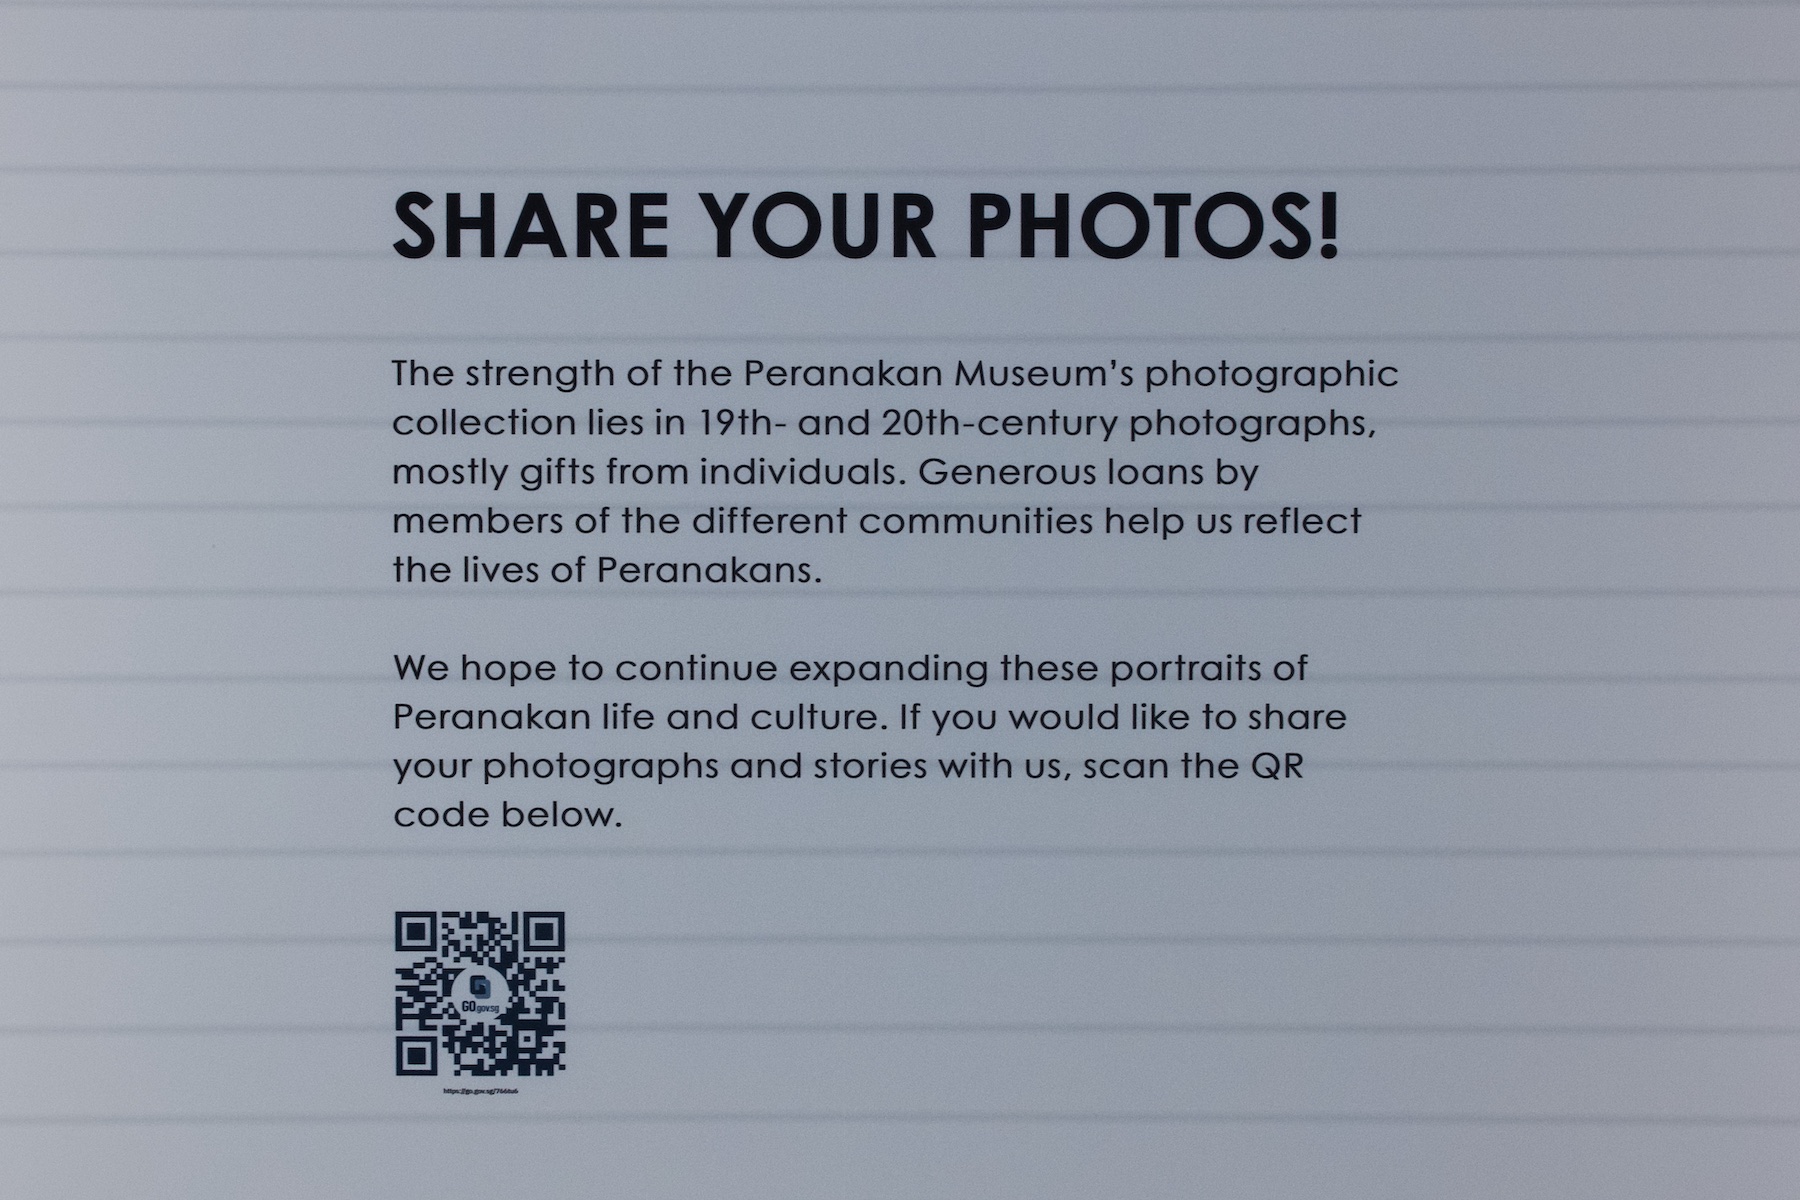 SHARE YOUR PHOTOS!
The strength of the Peranakan Museum’s photographic
collection lies in 19th- and 20th-century photographs,
mostly gifts from individuals. Generous loans by
members of the different communities help us reflect
the lives of Peranakans.
We hope to continue expanding these portraits of
Peranakan life and culture. If you would like to share
your photographs and stories with us, scan the QR
code below.
GO.gov.sg